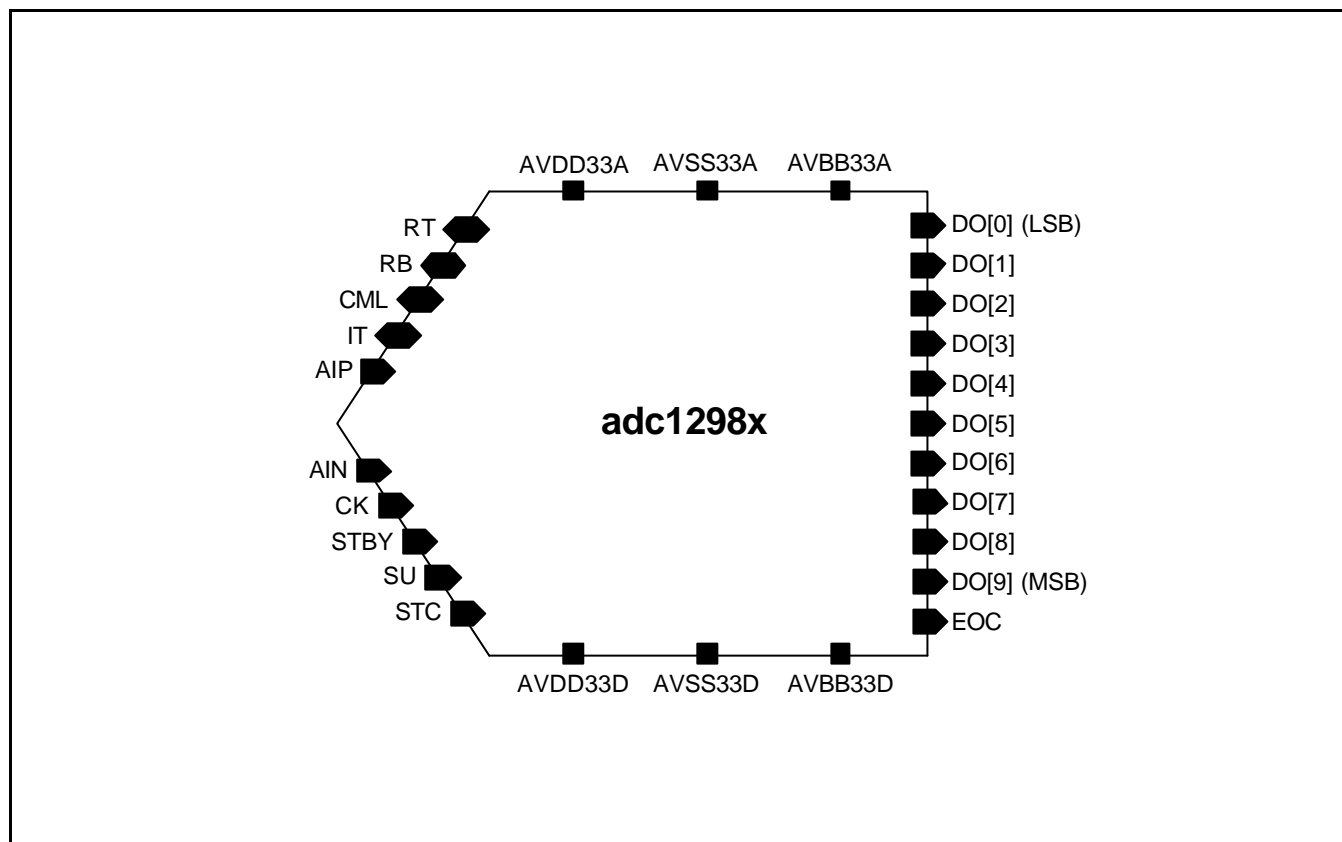 AVDD33A AVSS33A AVBB33A
RT
RB
CML
IT
AIP
AIN
CK
STBY
SU
STC
adc1298x
DO[0] (LSB)
DO[1]
DO[2]
DO[3]
DO[4]
DO[5]
DO[6]
DO[7]
DO[8]
DO[9] (MSB)
EOC
AVDD33D AVSS33D AVBB33D